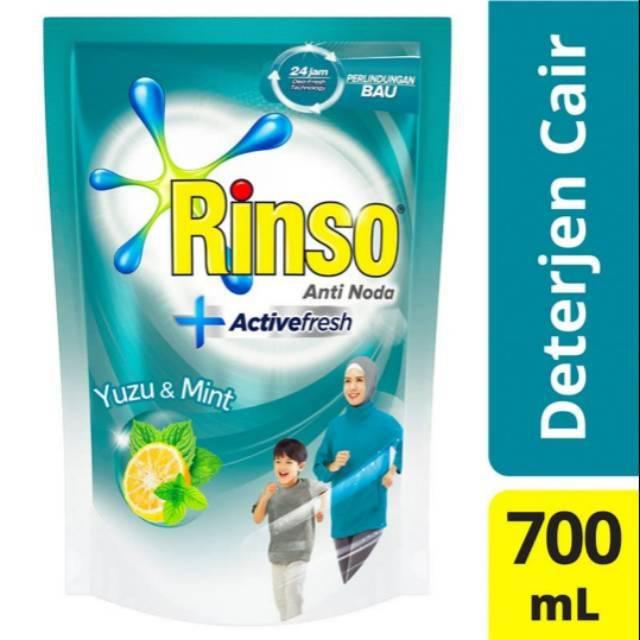 24 jam
Deo-Fresh
Technology
PERLINDUNGAN
BAU
Rinso
Anti Noda
+ Activefresh
Yuzu & Mint
Deterjen Cair
700
mL